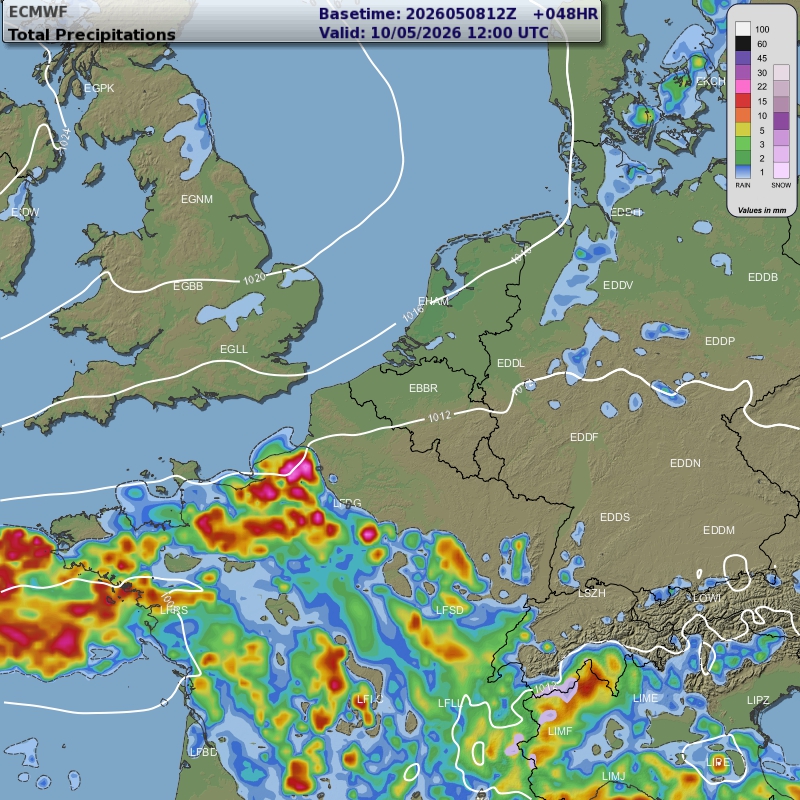 ECMWF
Basetime: 2026050812Z +048HR
Total Precipitations
Valid: 10/05/2026 12:00 UTC
100
60
45
30
22
15
10
5
3
2
1
RAIN
SNOW
Values in mm
EGPK
EKCH
1024
EGNM
EIDW
EDDH
1016
1020
EGBB
EDDV
EDDB
EHAM
1016
EGLL
EDDP
EDDL
EBBR
1012
EDDF
EDDN
LFPG
EDDS
EDDM
LSZH
LOWI
LFRS
LFSD
1012
LFLC
LFLL
LIME
LIPZ
LIMF
LFBD
LIPE
LIMJ